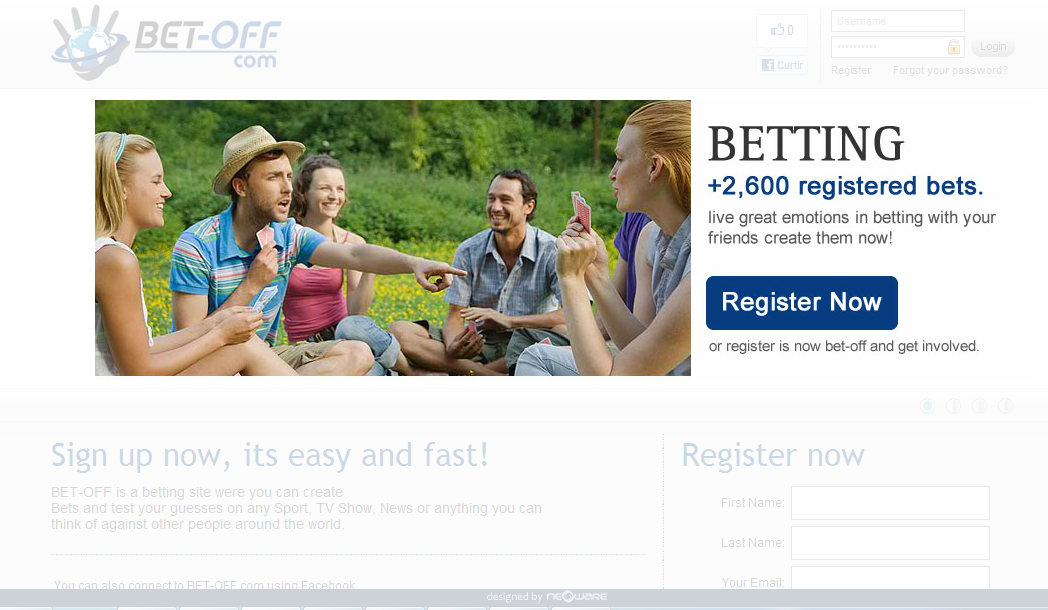 BET-OFF
com
0
Curtir
Username
Login
Register Forgot your password?
BETTING
+2,600 registered bets.
live great emotions in betting with your
friends create them now!
Register Now
or register is now bet-off and get involved.
Sign up now, its easy and fast!
BET-OFF is a betting site were you can create
Bets and test your guesses on any Sport, TV Show, News or anything you can
think of against other people around the world.
You can also connect to BET-OFF.com using Facebook
Register now
First Name:
Last Name:
Your Email:
designed by neoware